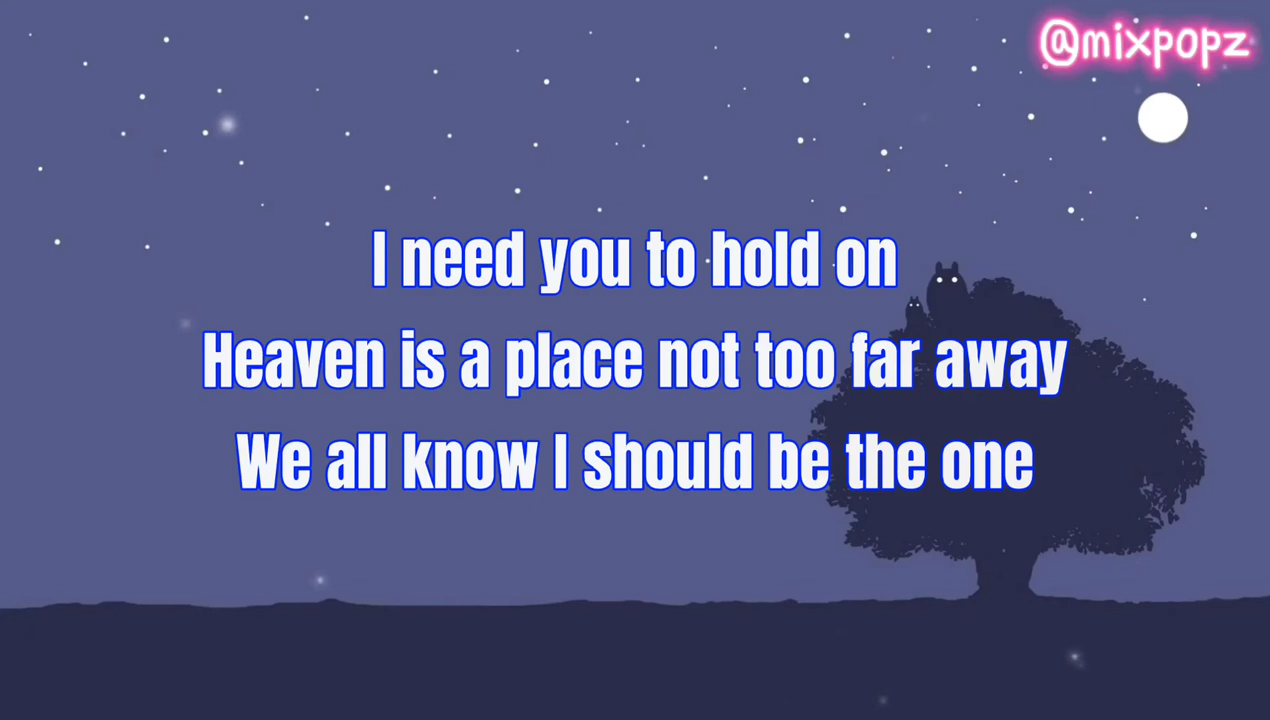 @mixpopz
I need you to hold on
Heaven is a place not too far away
We all know I should be the one